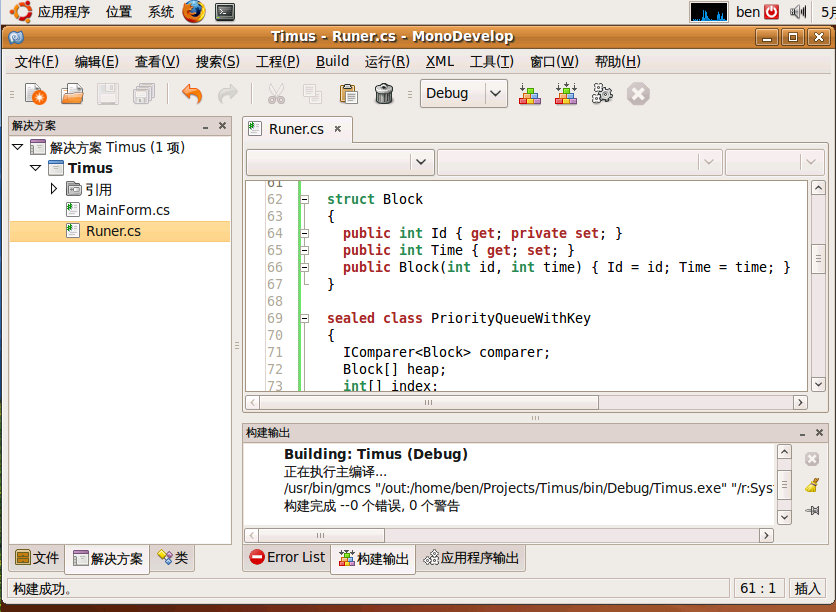 应用程序 位置 系统 ben 5月
Timus - Runer.cs - MonoDevelop
文件(F) 编辑(E) 查看(V) 搜索(S) 工程(P) Build 运行(R) XML 工具(T) 窗口(W) 帮助(H)
Debug
解决方案
解决方案 Timus (1 项)
Timus
引用
MainForm.cs
Runer.cs
文件 解决方案 类
Runer.cs
61
62 struct Block
63 {
64 public int Id { get; private set; }
65 public int Time { get; set; }
66 public Block(int id, int time) { Id = id; Time = time; }
67 }
68
69 sealed class PriorityQueueWithKey
70 {
71 IComparer<Block> comparer;
72 Block[] heap;
73 int[] index;
构建输出
Building: Timus (Debug)
正在执行主编译...
/usr/bin/gmcs "/out:/home/ben/Projects/Timus/bin/Debug/Timus.exe" "/r:Sys
构建完成 --0 个错误, 0 个警告
Error List 构建输出 应用程序输出
构建成功。 61 : 1 插入